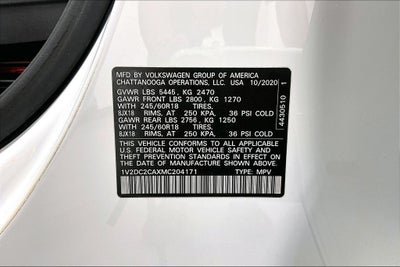 MFD BY VOLKSWAGEN GROUP OF AMERICA
CHATTANOOGA OPERATIONS, LLC. USA 10/2020
GVWR LBS 5445, KG 2470
GAWR FRONT LBS 2800, KG 1270
WITH 245/60R18 TIRES,
8JX18 RIMS, AT 250 KPA, 36 PSI COLD
GAWR REAR LBS 2756, KG 1250
WITH 245/60R18 TIRES,
8JX18 RIMS, AT 250 KPA, 36 PSI COLD
THIS VEHICLE CONFORMS TO ALL APPLICABLE
FEDERAL MOTOR VEHICLE SAFETY, BUMPER,
AND THEFT PREVENTION STANDARDS IN
EFFECT ON THE DATE OF
MANUFACTURE SHOWN ABOVE.
1V2DC2CAXMC204171 TYPE: MPV
4430510 1